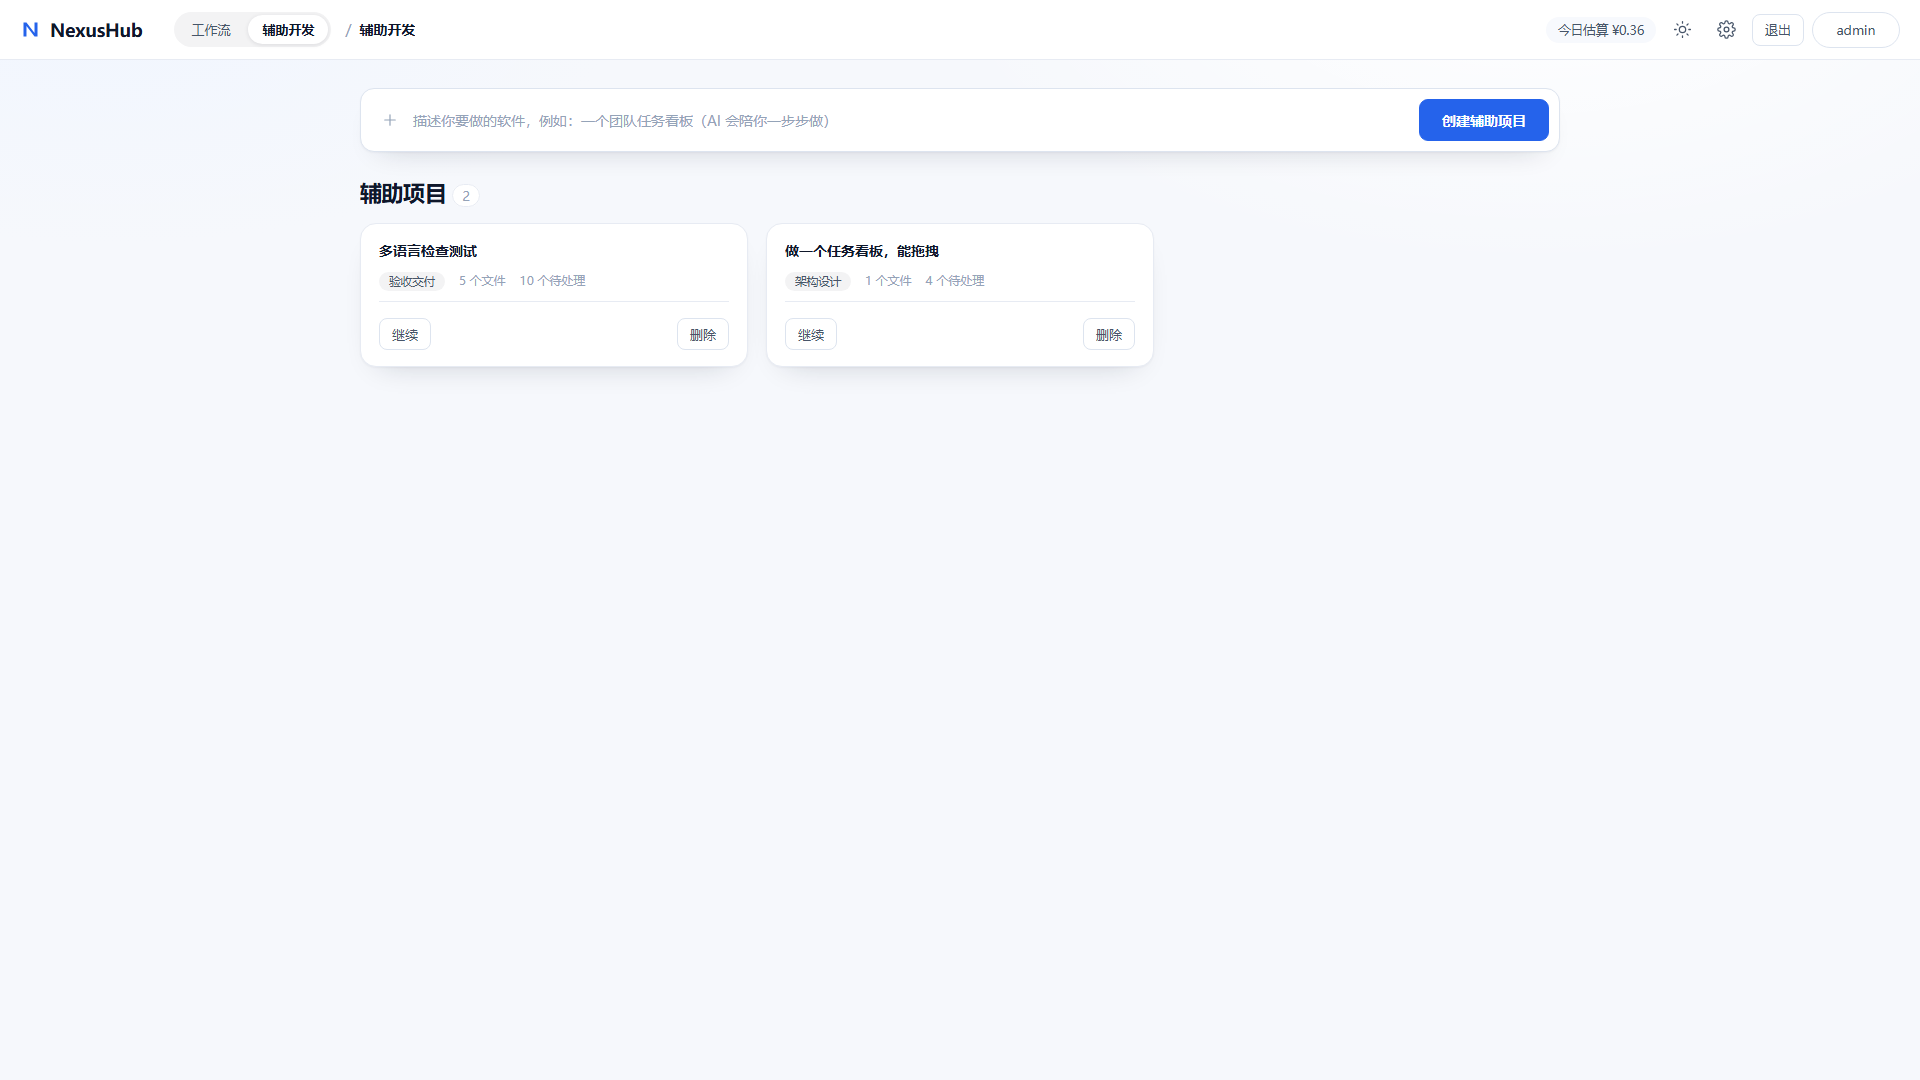 NexusHub 工作流 辅助开发 / 辅助开发 今日估算 ¥0.36 退出 admin
描述你要做的软件，例如：一个团队任务看板（AI 会陪你一步步做） 创建辅助项目
辅助项目 2
多语言检查测试
验收交付 5 个文件 10 个待处理
继续 删除
做一个任务看板，能拖拽
架构设计 1 个文件 4 个待处理
继续 删除